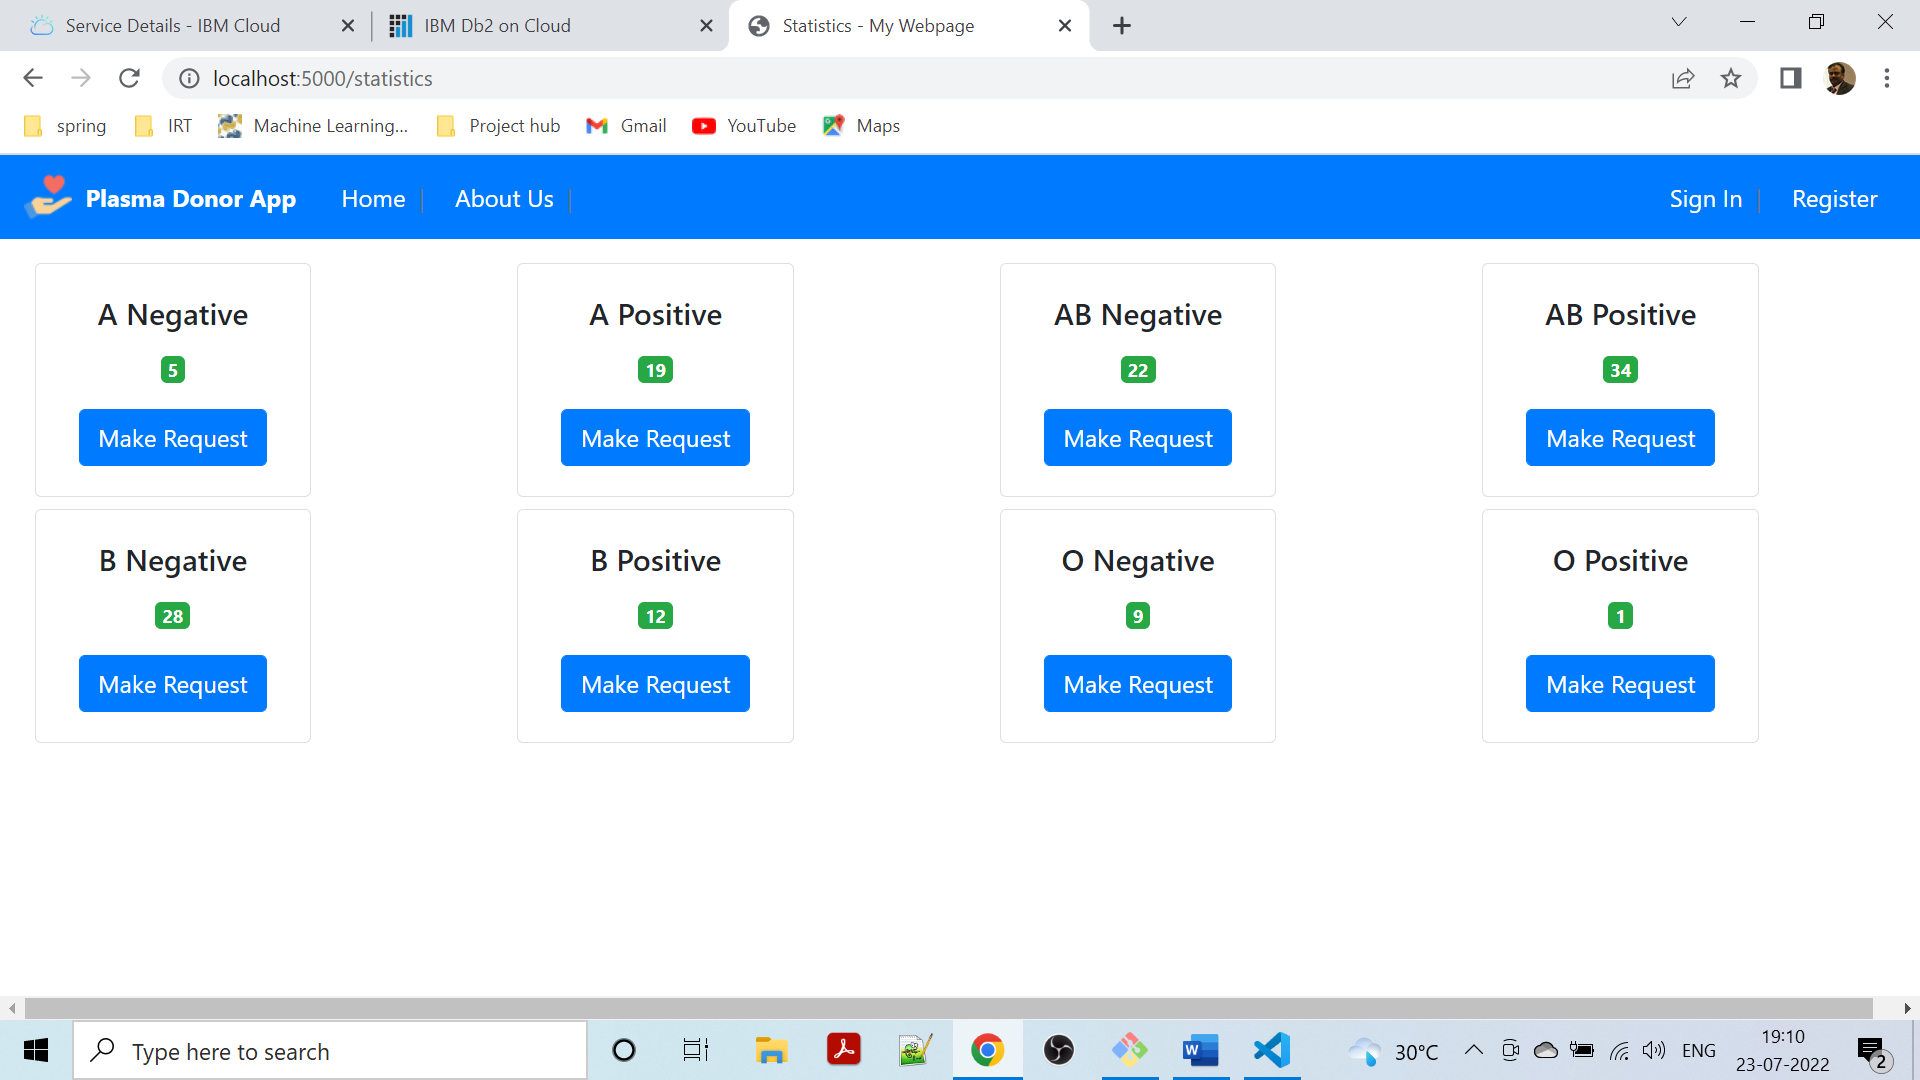 Service Details - IBM Cloud
IBM Db2 on Cloud
Statistics - My Webpage
localhost:5000/statistics
spring
IRT
Machine Learning...
Project hub
Gmail
YouTube
Maps
Plasma Donor App
Home
About Us
Sign In
Register
A Negative
5
Make Request
A Positive
19
Make Request
AB Negative
22
Make Request
AB Positive
34
Make Request
B Negative
28
Make Request
B Positive
12
Make Request
O Negative
9
Make Request
O Positive
1
Make Request
Type here to search
30°C
ENG
19:10
23-07-2022
2